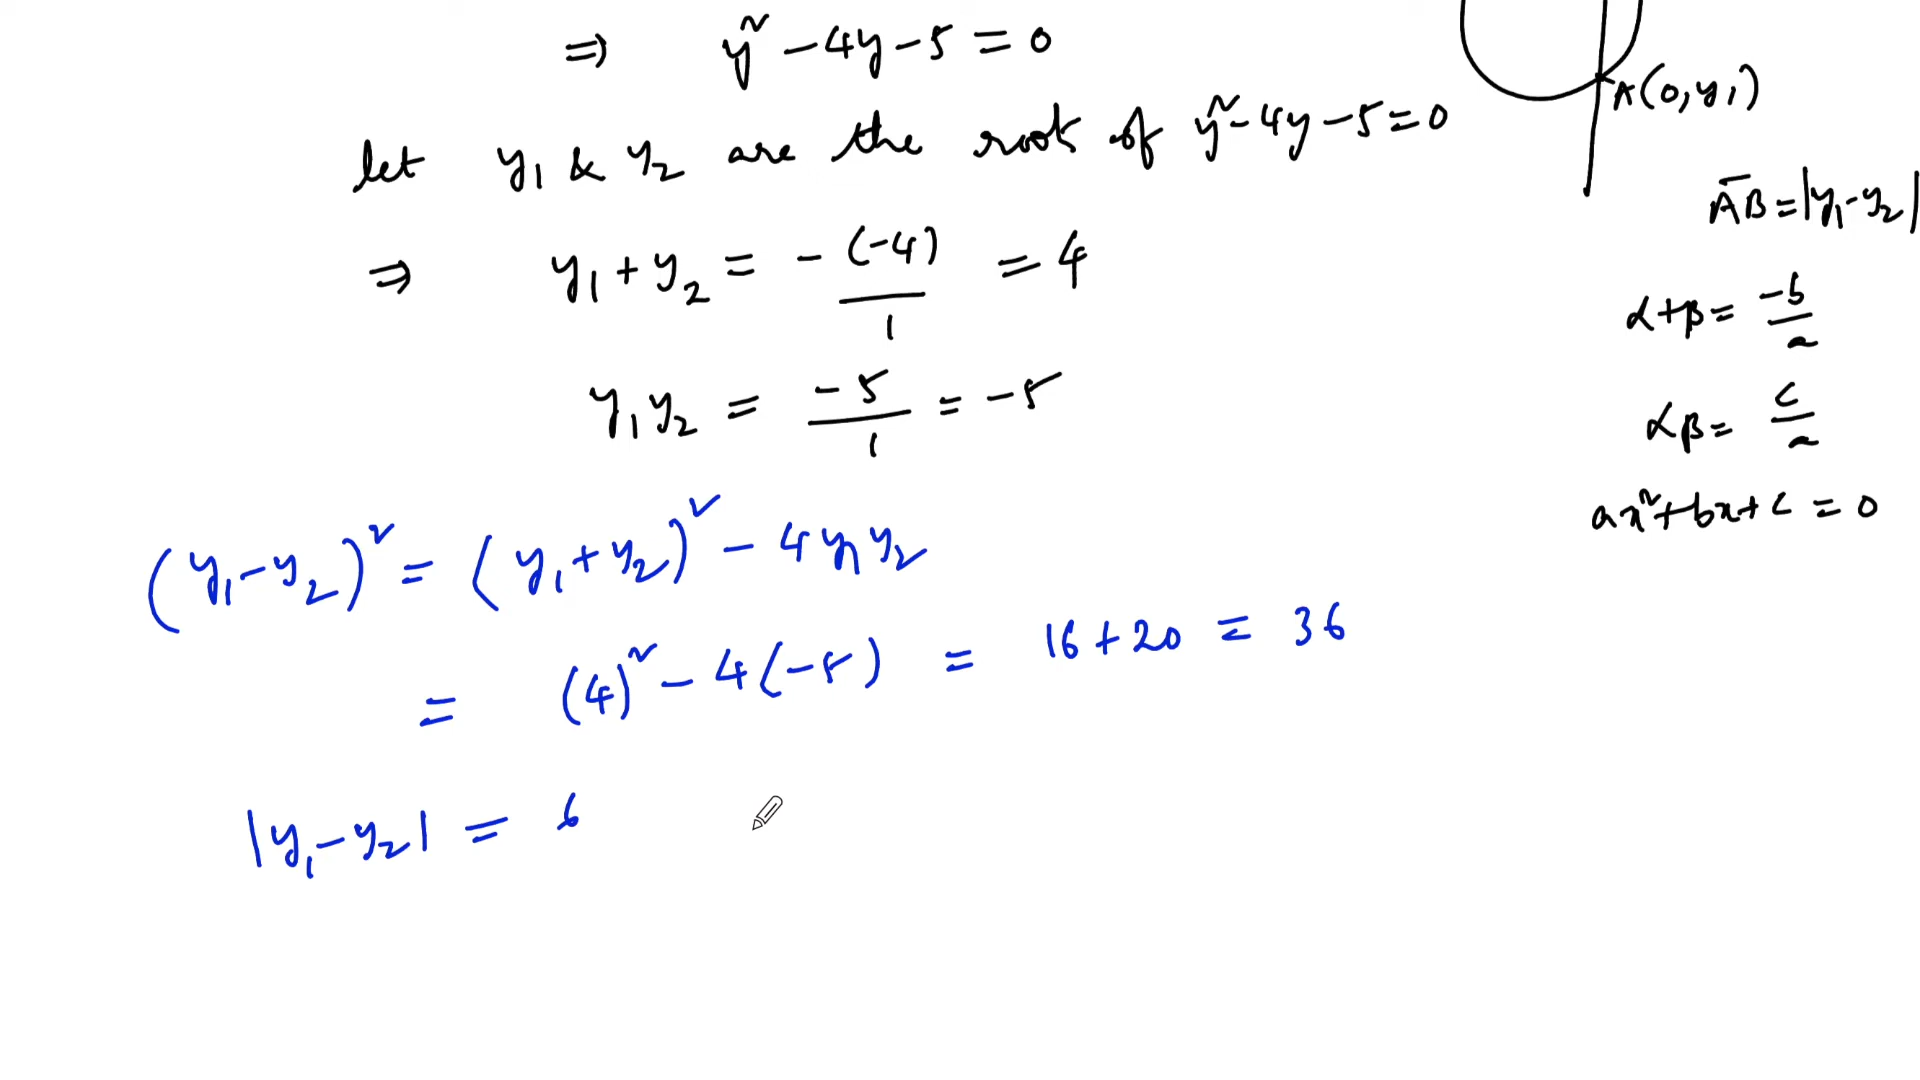 ⇒ y² - 4y - 5 = 0
A(0, y₁)
let y₁ & y₂ are the roots of y² - 4y - 5 = 0
AB̅ = |y₁ - y₂|
⇒ y₁ + y₂ = -(-4)/1 = 4
α + β = -b/a
y₁y₂ = -5/1 = -5
αβ = c/a
ax² + bx + c = 0
(y₁ - y₂)² = (y₁ + y₂)² - 4y₁y₂
= (4)² - 4(-5) = 16 + 20 = 36
|y₁ - y₂| = 6